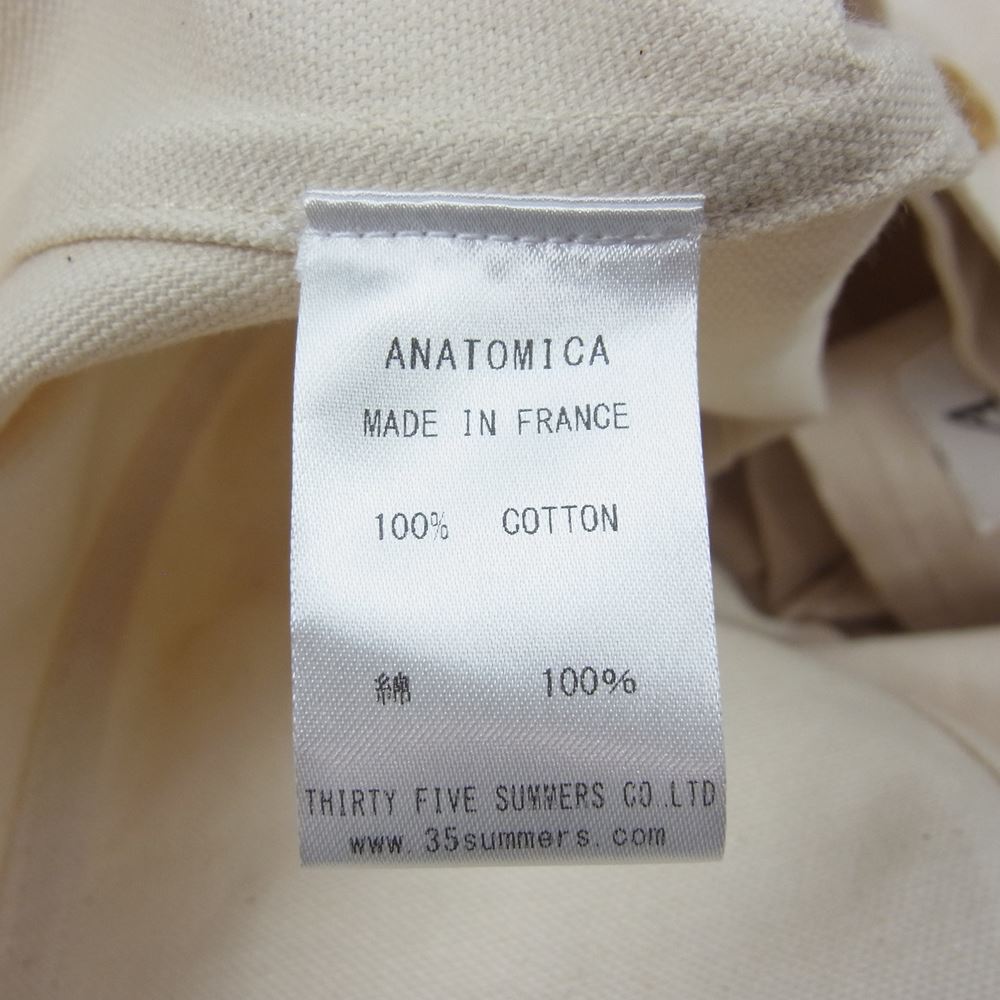 ANATOMICA
MADE IN FRANCE
100% COTTON
綿 100%
THIRTY FIVE SUMMERS CO.LTD
www.35summers.com